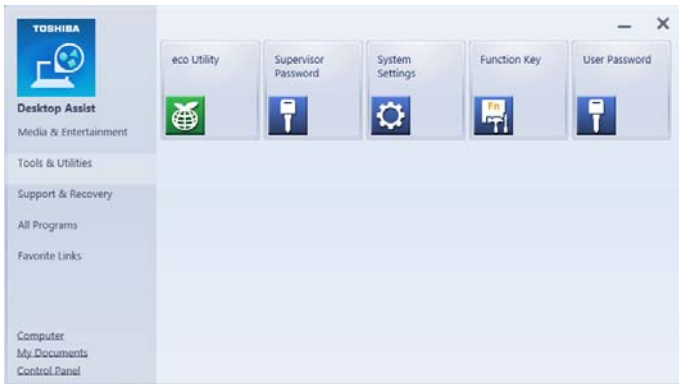 TOSHIBA
Desktop Assist
Media & Entertainment
Tools & Utilities
Support & Recovery
All Programs
Favorite Links
Computer
My Documents
Control Panel
eco Utility
Supervisor
Password
System
Settings
Function Key
Fn
User Password